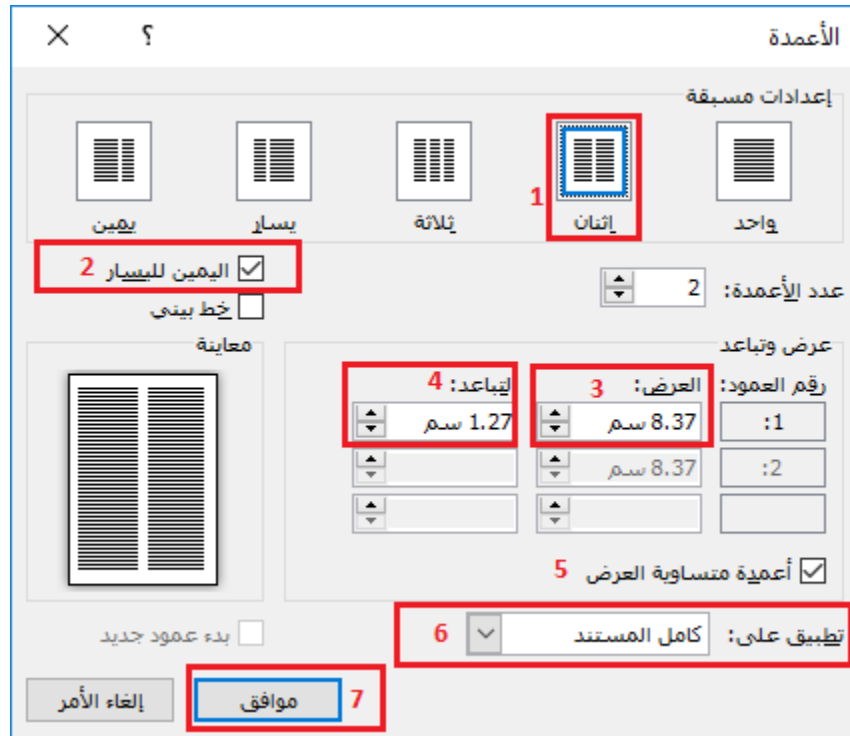 الأعمدة ؟
إعدادات مسبقة
واحد إثنان ثلاثة يسار يمين
1
اليمين لليسار 2
عدد الأعمدة: 2
خط بيني
عرض وتباعد
معاينة
رقم العمود: العرض: 3 لتباعد: 4
1: 8.37 سم 1.27 سم
2: 8.37 سم
أعمدة متساوية العرض 5
تطبيق على: كامل المستند 6
بدء عمود جديد
7 موافق إلغاء الأمر